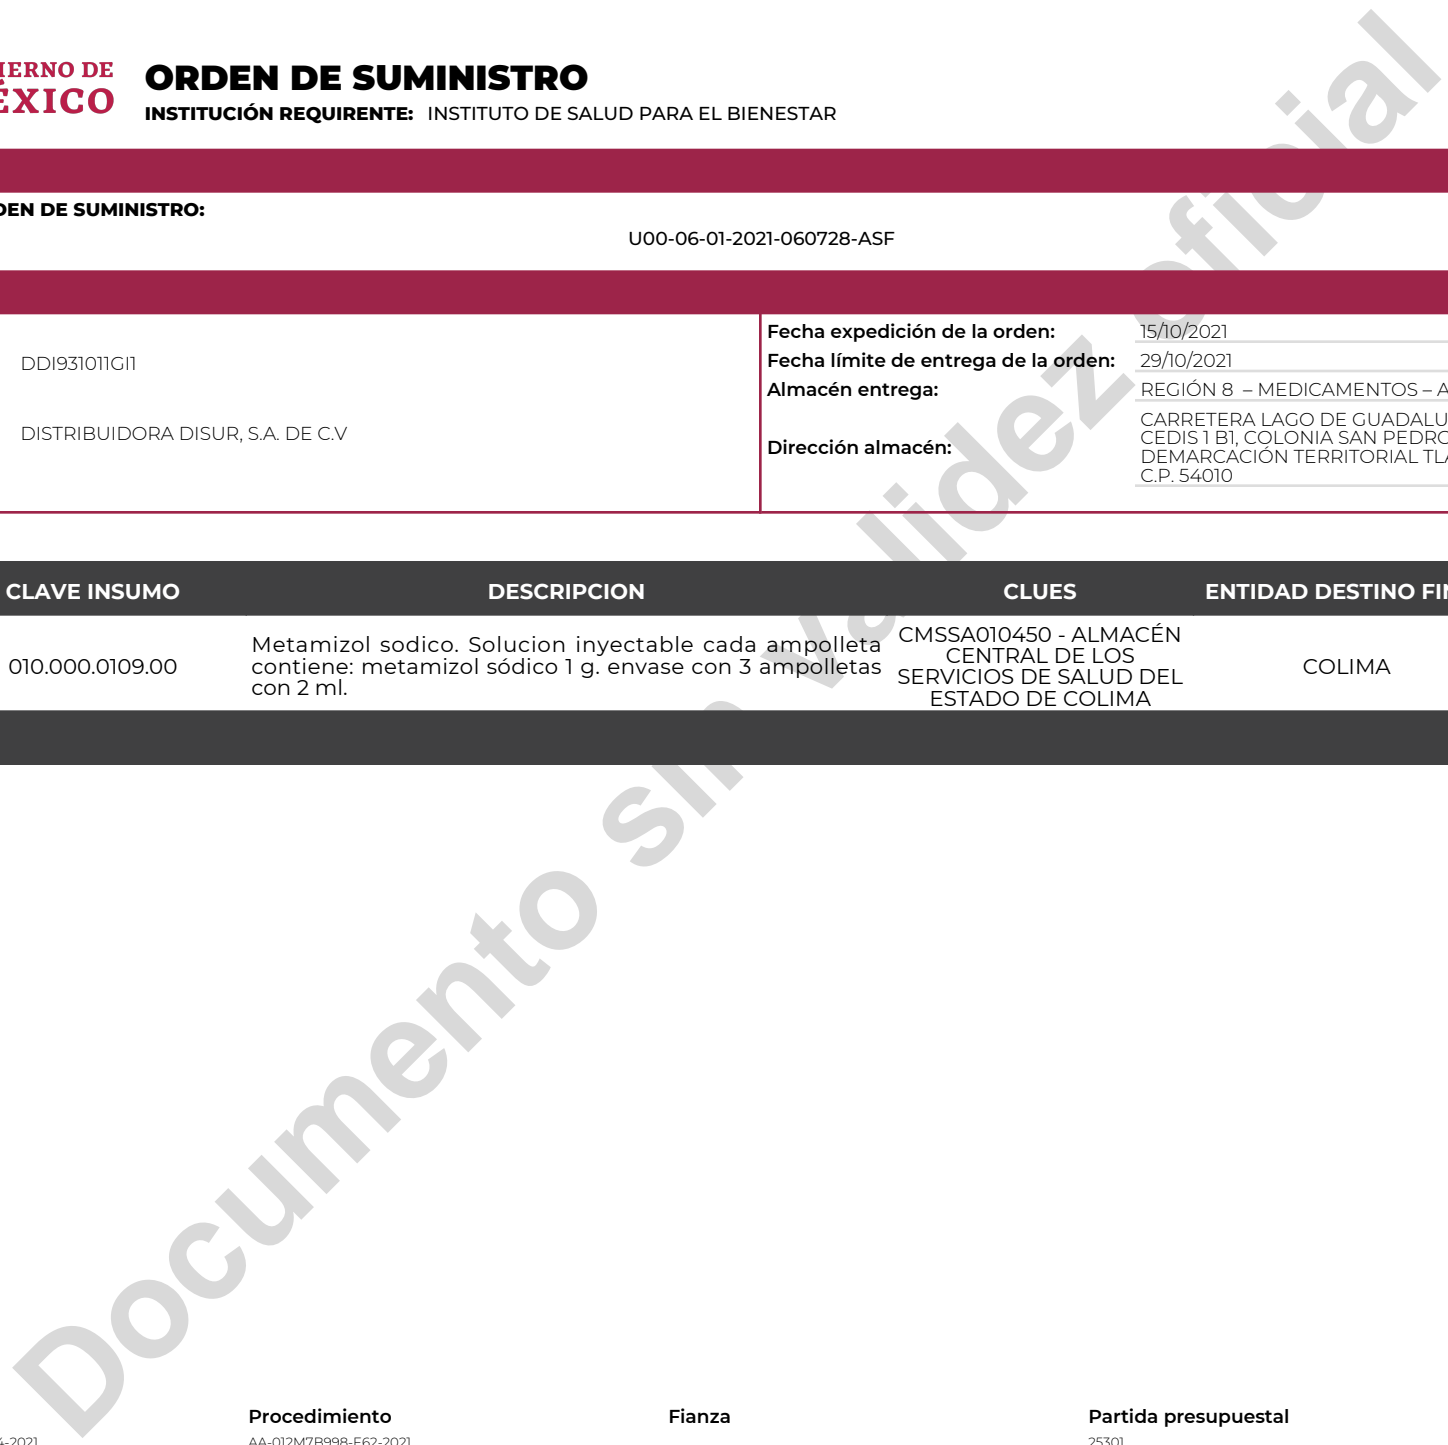 IERNO DE
ÉXICO
ORDEN DE SUMINISTRO
INSTITUCIÓN REQUIRENTE: INSTITUTO DE SALUD PARA EL BIENESTAR
DEN DE SUMINISTRO:
U00-06-01-2021-060728-ASF
DDI931011GI1
DISTRIBUIDORA DISUR, S.A. DE C.V
Fecha expedición de la orden: 15/10/2021
Fecha límite de entrega de la orden: 29/10/2021
Almacén entrega: REGIÓN 8 – MEDICAMENTOS – A
Dirección almacén:
CARRETERA LAGO DE GUADALU
CEDIS 1 B1, COLONIA SAN PEDRO
DEMARCACIÓN TERRITORIAL TLA
C.P. 54010
CLAVE INSUMO DESCRIPCION CLUES ENTIDAD DESTINO FIN
010.000.0109.00
Metamizol sodico. Solucion inyectable cada ampolleta
contiene: metamizol sódico 1 g. envase con 3 ampolletas
con 2 ml.
CMSSA010450 - ALMACÉN
CENTRAL DE LOS
SERVICIOS DE SALUD DEL
ESTADO DE COLIMA
COLIMA
Documento sin validez oficial
Procedimiento Fianza Partida presupuestal
4-2021 AA-012M7B998-E62-2021 25301